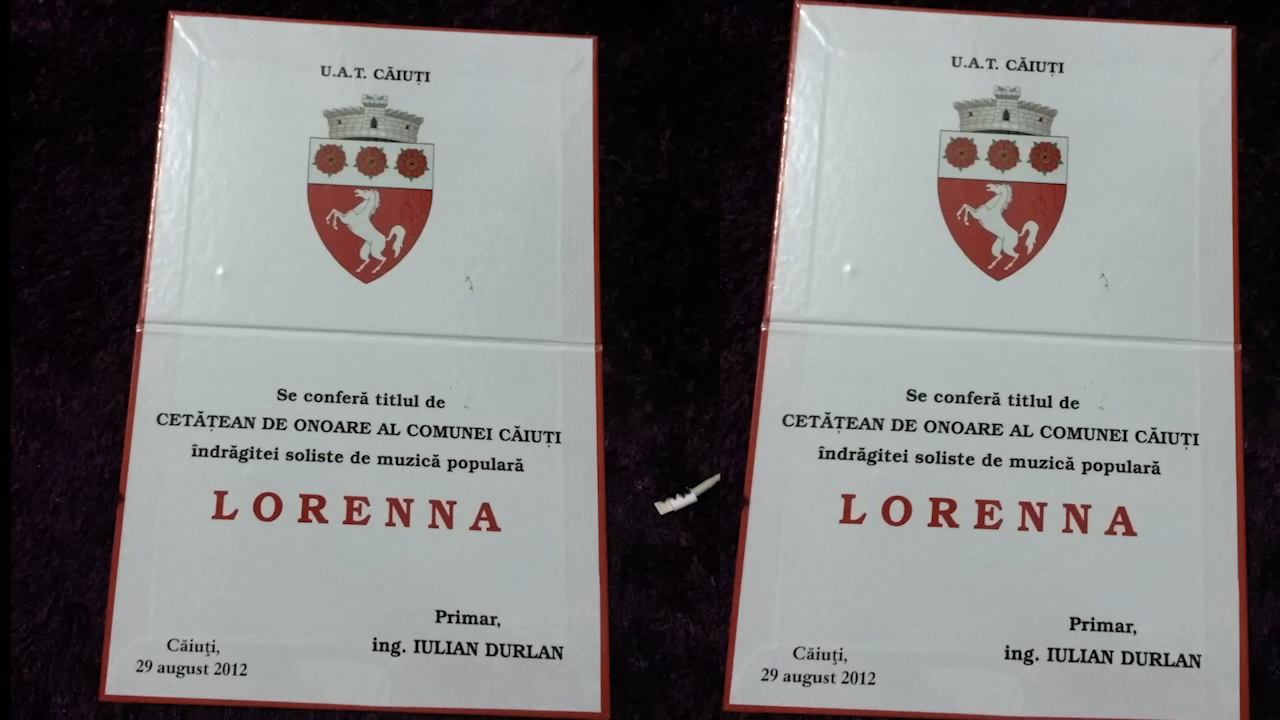 U.A.T. CĂIUȚI
Se conferă titlul de
CETĂȚEAN DE ONOARE AL COMUNEI CĂIUȚI
îndrăgitei soliste de muzică populară
LORENNA
Primar,
ing. IULIAN DURLAN
Căiuți,
29 august 2012
U.A.T. CĂIUȚI
Se conferă titlul de
CETĂȚEAN DE ONOARE AL COMUNEI CĂIUȚI
îndrăgitei soliste de muzică populară
LORENNA
Primar,
ing. IULIAN DURLAN
Căiuți,
29 august 2012